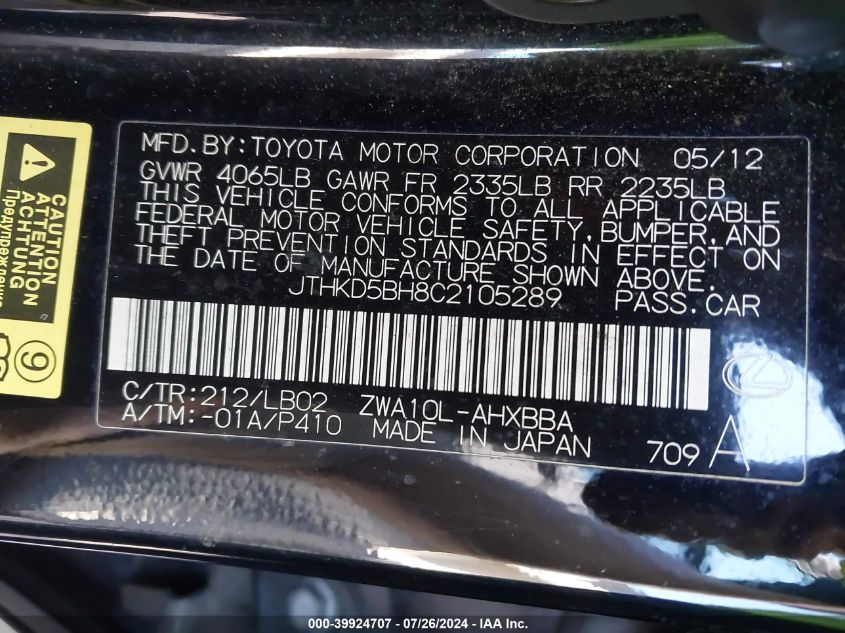 MFD. BY: TOYOTA MOTOR CORPORATION 05/12
GVWR 4065LB GAWR FR 2335LB RR 2235LB
THIS VEHICLE CONFORMS TO ALL APPLICABLE
FEDERAL MOTOR VEHICLE SAFETY, BUMPER, AND
THEFT PREVENTION STANDARDS IN EFFECT ON
THE DATE OF MANUFACTURE SHOWN ABOVE.
JTHKD5BH8C2105289 PASS.CAR
C/TR:212/LB02 ZWA10L-AHXBBA
A/TM:-01A/P410 MADE IN JAPAN
709 A
CAUTION
ATTENTION
ACHTUNG
Предупреждение
9
000-39924707 - 07/26/2024 - IAA Inc.